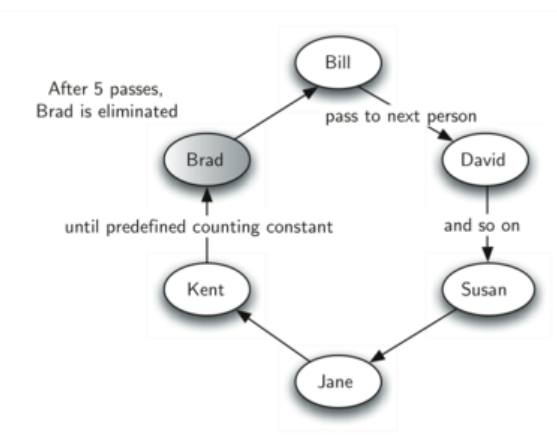 Bill
After 5 passes,
Brad is eliminated
pass to next person
Brad
David
until predefined counting constant
and so on
Kent
Susan
Jane